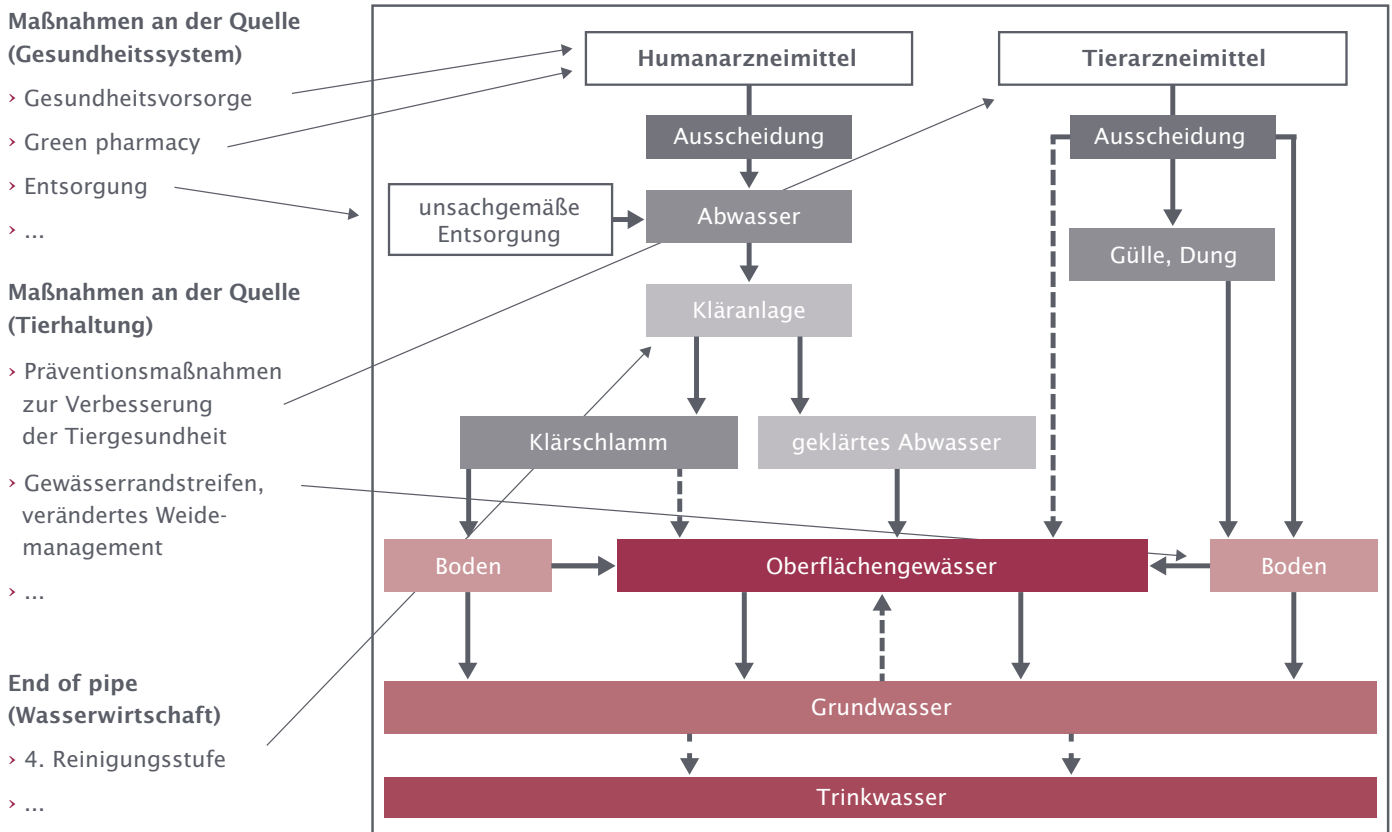 Maßnahmen an der Quelle
(Gesundheitssystem)
› Gesundheitsvorsorge
› Green pharmacy
› Entsorgung
› ...
Maßnahmen an der Quelle
(Tierhaltung)
› Präventionsmaßnahmen
zur Verbesserung
der Tiergesundheit
› Gewässerrandstreifen,
verändertes Weide-
management
› ...
End of pipe
(Wasserwirtschaft)
› 4. Reinigungsstufe
› ...
Humanarzneimittel
Tierarzneimittel
Ausscheidung
Ausscheidung
unsachgemäße
Entsorgung
Abwasser
Gülle, Dung
Kläranlage
Klärschlamm
geklärtes Abwasser
Boden
Oberflächengewässer
Boden
Grundwasser
Trinkwasser